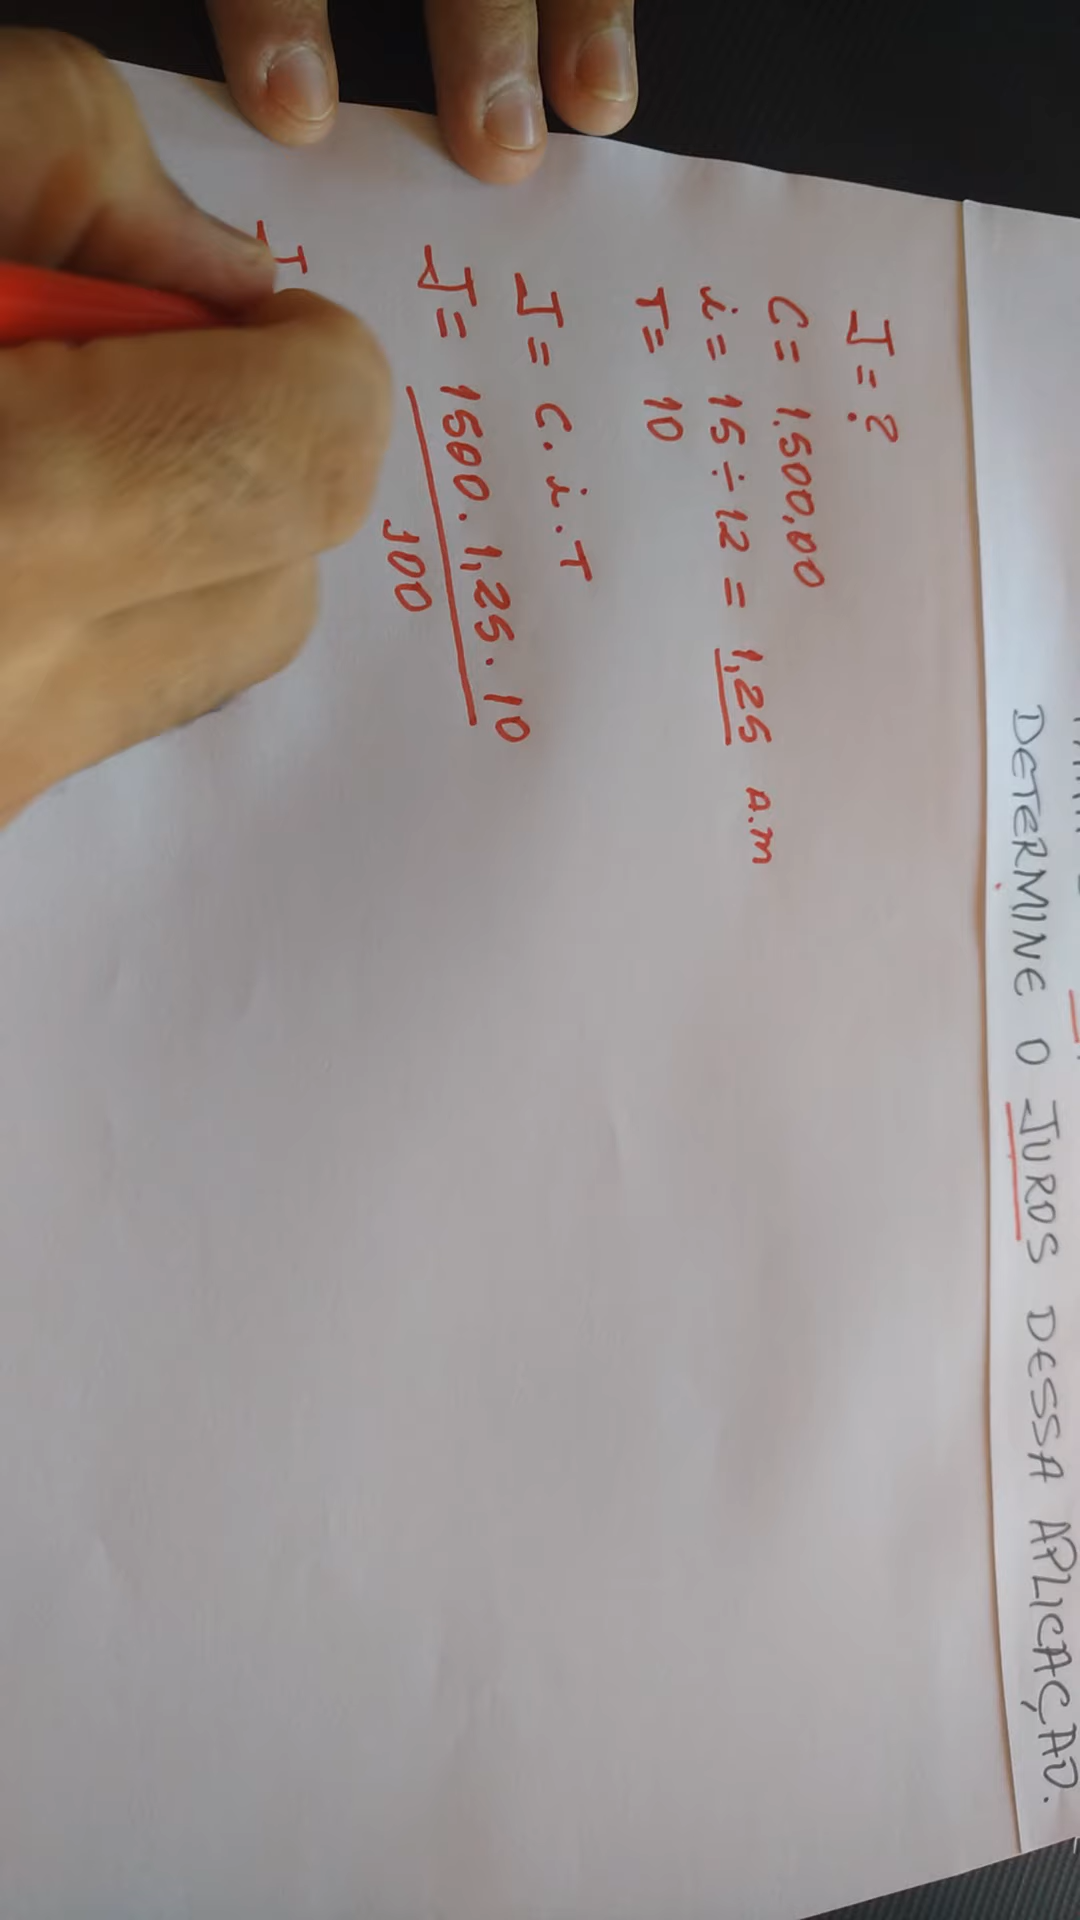 DETERMINE O JUROS DESSA APLICAÇÃO.
J = ?
C = 1.500,00
i = 15 ÷ 12 = 1,25 A.M
T = 10
J = C . i . T
J = 1500 . 1,25 . 10
100
J